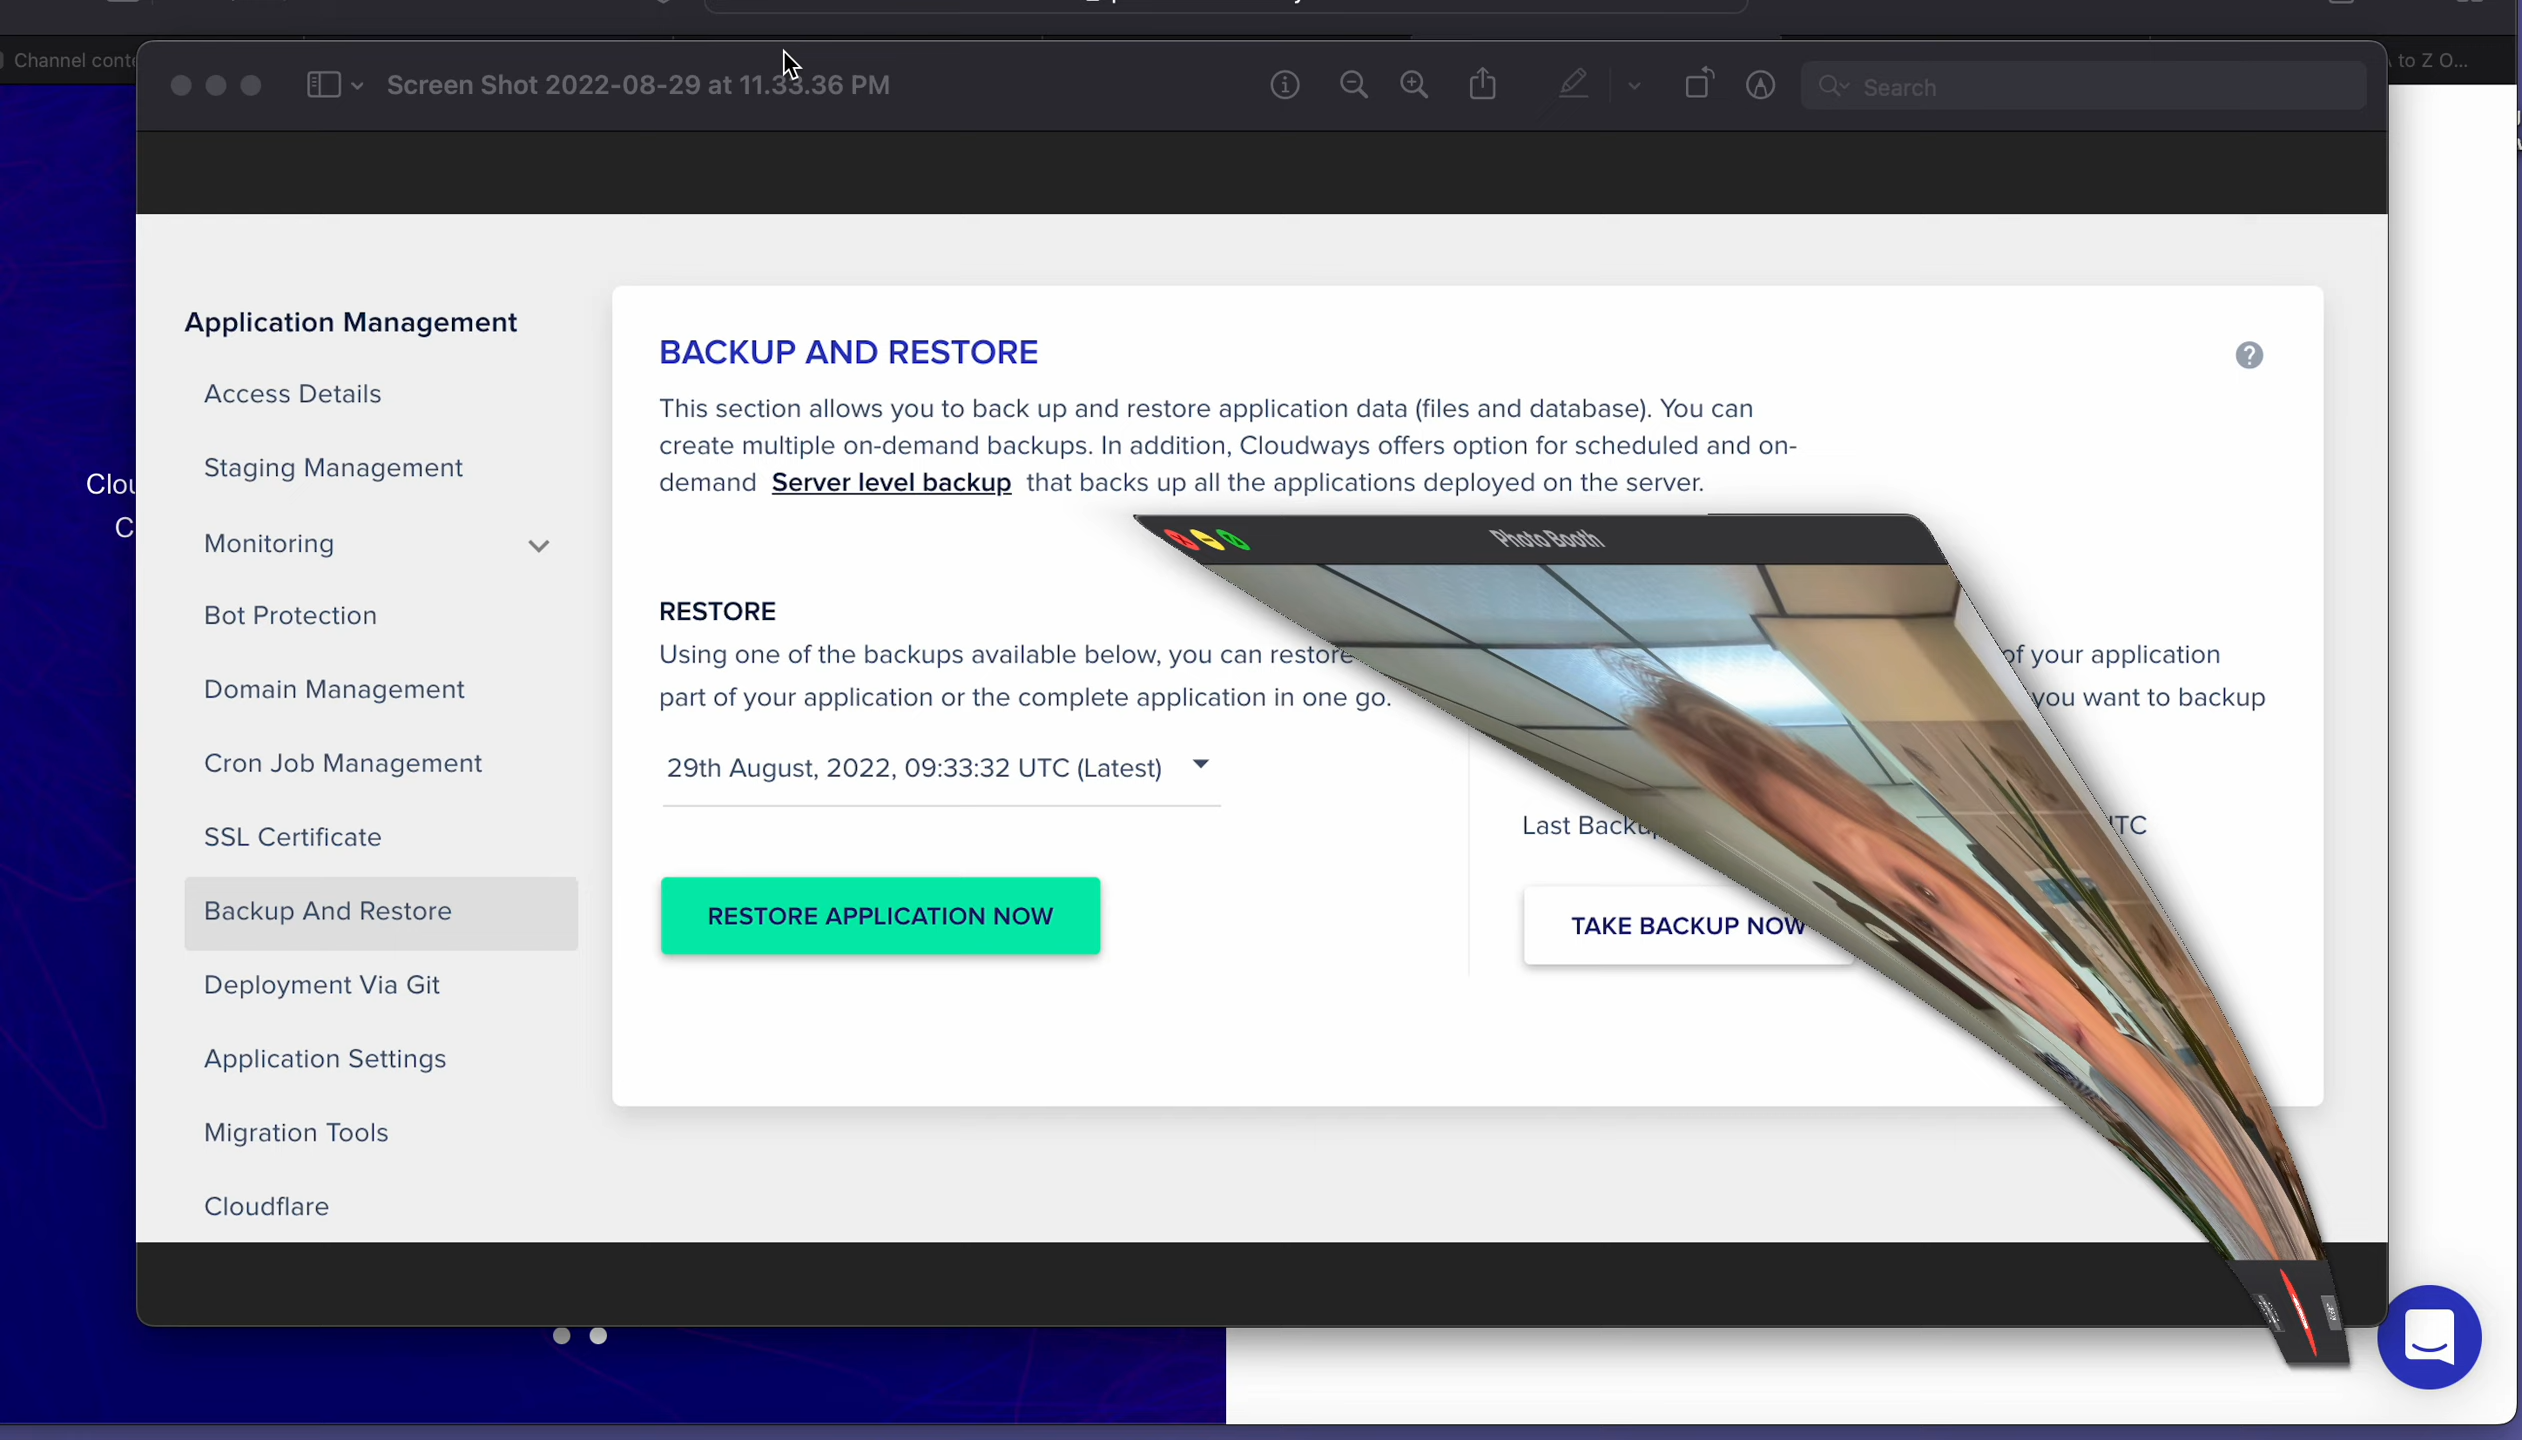 Channel conte
to Z O...
Screen Shot 2022-08-29 at 11.33.36 PM
Search
Application Management
Access Details
Staging Management
Monitoring
Bot Protection
Domain Management
Cron Job Management
SSL Certificate
Backup And Restore
Deployment Via Git
Application Settings
Migration Tools
Cloudflare
Clou
C
BACKUP AND RESTORE
?
This section allows you to back up and restore application data (files and database). You can
create multiple on-demand backups. In addition, Cloudways offers option for scheduled and on-
demand Server level backup that backs up all the applications deployed on the server.
Photo Booth
RESTORE
Using one of the backups available below, you can restore
part of your application or the complete application in one go.
29th August, 2022, 09:33:32 UTC (Latest)
RESTORE APPLICATION NOW
of your application
you want to backup
Last Backup
UTC
TAKE BACKUP NOW